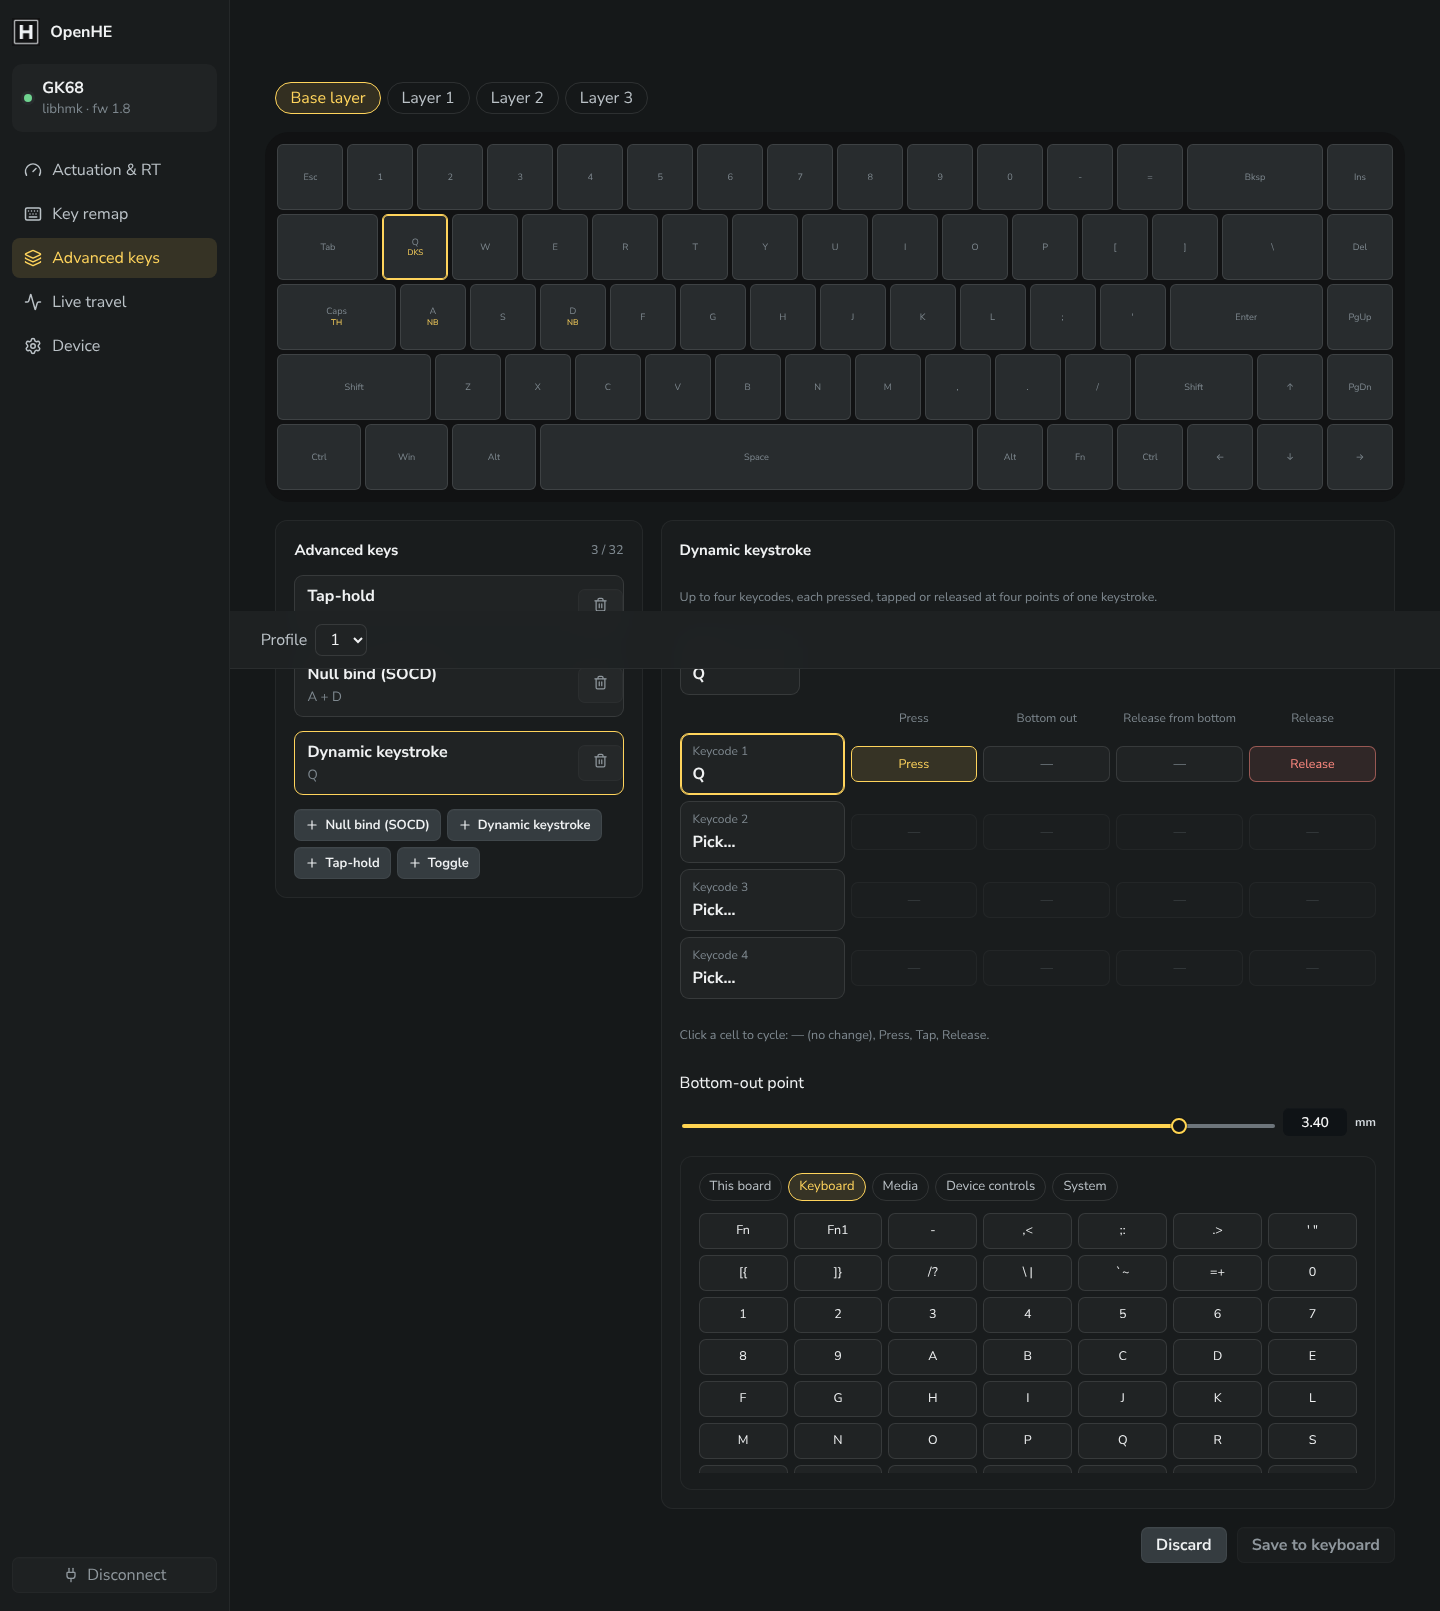 OpenHE
GK68
libhmk · fw 1.8
Actuation & RT
Key remap
Advanced keys
Live travel
Device
Disconnect
Base layer Layer 1 Layer 2 Layer 3
Esc 1 2 3 4 5 6 7 8 9 0 - = Bksp Ins
Tab Q W E R T Y U I O P [ ] \ Del
DKS
Caps A S D F G H J K L ; ' Enter PgUp
TH NB NB
Shift Z X C V B N M , . / Shift ↑ PgDn
Ctrl Win Alt Space Alt Fn Ctrl ← ↓ →
Advanced keys 3 / 32
Tap-hold
Profile 1
Null bind (SOCD)
A + D
Dynamic keystroke
Q
+ Null bind (SOCD) + Dynamic keystroke
+ Tap-hold + Toggle
Dynamic keystroke
Up to four keycodes, each pressed, tapped or released at four points of one keystroke.
Q
Press Bottom out Release from bottom Release
Keycode 1
Q
Press — — Release
Keycode 2
Pick...
— — — —
Keycode 3
Pick...
— — — —
Keycode 4
Pick...
— — — —
Click a cell to cycle: — (no change), Press, Tap, Release.
Bottom-out point
3.40 mm
This board Keyboard Media Device controls System
Fn Fn1 - ,< ;: .> ' "
[{ ]} /? \ | `~ =+ 0
1 2 3 4 5 6 7
8 9 A B C D E
F G H I J K L
M N O P Q R S
Discard Save to keyboard